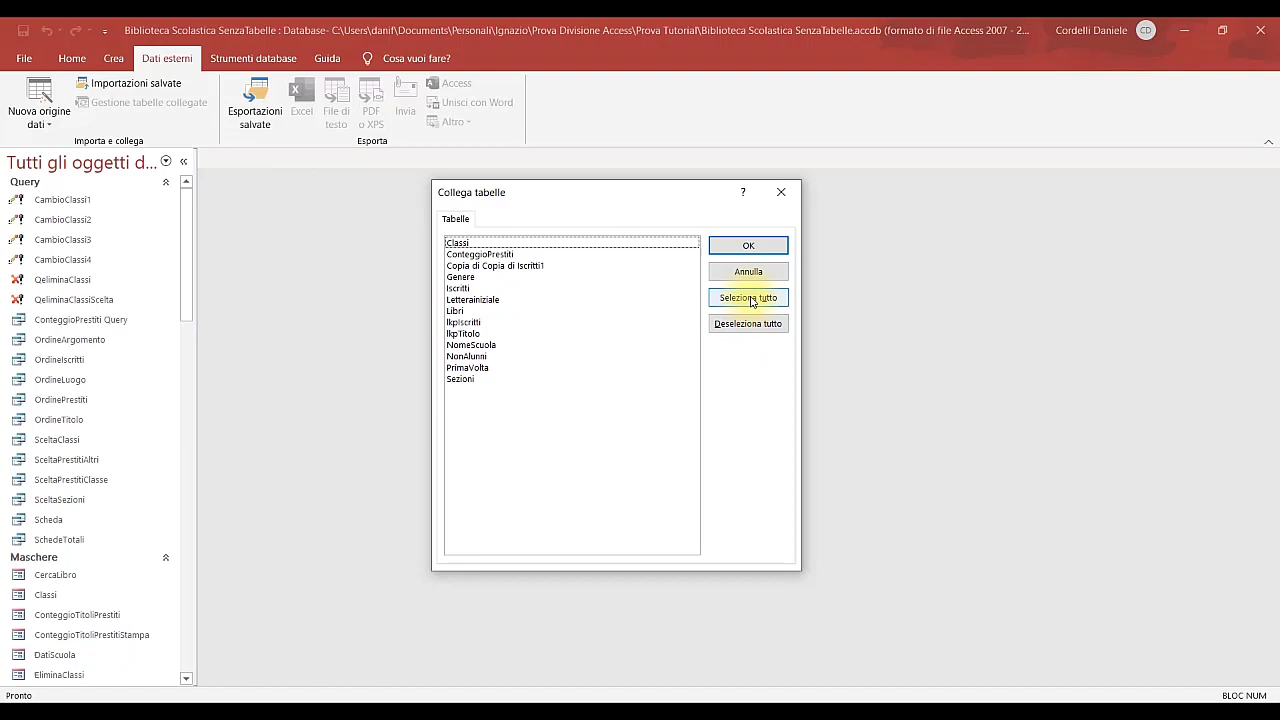 Biblioteca Scolastica SenzaTabelle : Database- C:\Users\danif\Documents\Personali\Ignazio\Prova Divisione Access\Prova Tutorial\Biblioteca Scolastica SenzaTabelle.accdb (formato di file Access 2007 - 2... Cordelli Daniele CD
File Home Crea Dati esterni Strumenti database Guida Cosa vuoi fare?
Nuova origine dati
Importazioni salvate
Gestione tabelle collegate
Importa e collega
Esportazioni salvate
Excel
File di testo
PDF o XPS
Invia
Access
Unisci con Word
Altro
Esporta
Tutti gli oggetti d...
Query
CambioClassi1
CambioClassi2
CambioClassi3
CambioClassi4
QeliminaClassi
QeliminaClassiScelta
ConteggioPrestiti Query
OrdineArgomento
OrdineIscritti
OrdineLuogo
OrdinePrestiti
OrdineTitolo
SceltaClassi
SceltaPrestitiAltri
SceltaPrestitiClasse
SceltaSezioni
Scheda
SchedeTotali
Maschere
CercaLibro
Classi
ConteggioTitoliPrestiti
ConteggioTitoliPrestitiStampa
DatiScuola
EliminaClassi
Collega tabelle
?
Tabelle
Classi
ConteggioPrestiti
Copia di Copia di Iscritti1
Genere
Iscritti
Letterainiziale
Libri
lkpIscritti
lkpTitolo
NomeScuola
NonAlunni
PrimaVolta
Sezioni
OK
Annulla
Seleziona tutto
Deseleziona tutto
Pronto
BLOC NUM